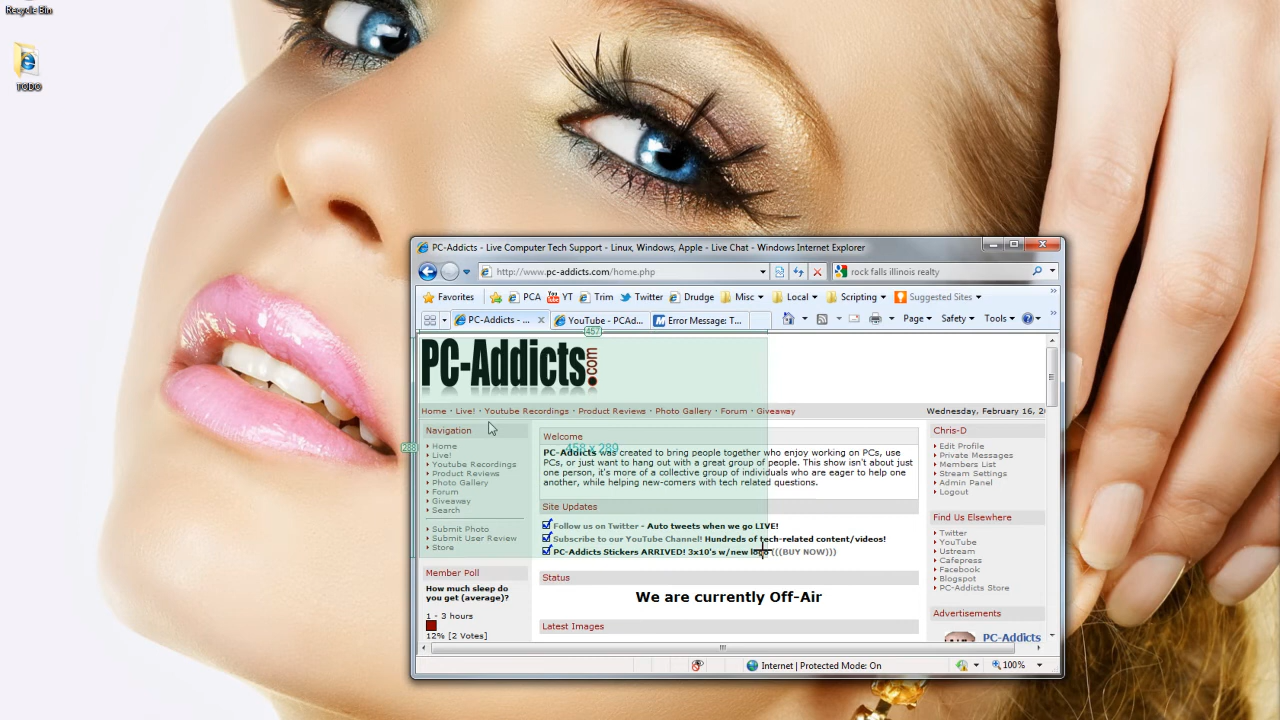 Recycle Bin
TODO
PC-Addicts - Live Computer Tech Support - Linux, Windows, Apple - Live Chat - Windows Internet Explorer
http://www.pc-addicts.com/home.php
rock falls illinois realty
Favorites
PCA
YT
Trim
Twitter
Drudge
Misc
Local
Scripting
Suggested Sites
PC-Addicts - ...
YouTube - PCAd...
Error Message: T...
Page
Safety
Tools
457
PC-Addicts.com
Home · Live! · Youtube Recordings · Product Reviews · Photo Gallery · Forum · Giveaway
Wednesday, February 16, 20
Navigation
Home
Live!
Youtube Recordings
Product Reviews
Photo Gallery
Forum
Giveaway
Search
Submit Photo
Submit User Review
Store
288
Member Poll
How much sleep do
you get (average)?
1 - 3 hours
12% [2 Votes]
Welcome
458 x 289
PC-Addicts was created to bring people together who enjoy working on PCs, use
PCs, or just want to hang out with a great group of people. This show isn't about just
one person, it's more of a collective group of individuals who are eager to help one
another, while helping new-comers with tech related questions.
Site Updates
Follow us on Twitter - Auto tweets when we go LIVE!
Subscribe to our YouTube Channel! Hundreds of tech-related content/videos!
PC-Addicts Stickers ARRIVED! 3x10's w/new logo (((BUY NOW)))
Status
We are currently Off-Air
Latest Images
Chris-D
Edit Profile
Private Messages
Members List
Stream Settings
Admin Panel
Logout
Find Us Elsewhere
Twitter
YouTube
Ustream
Cafepress
Facebook
Blogspot
PC-Addicts Store
Advertisements
PC-Addicts
Internet | Protected Mode: On
100%